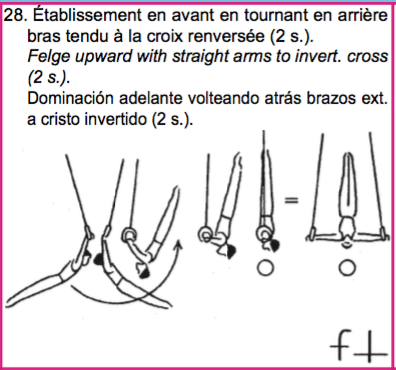 28. Établissement en avant en tournant en arrière
bras tendu à la croix renversée (2 s.).
Felge upward with straight arms to invert. cross
(2 s.).
Dominación adelante volteando atrás brazos ext.
a cristo invertido (2 s.).
=